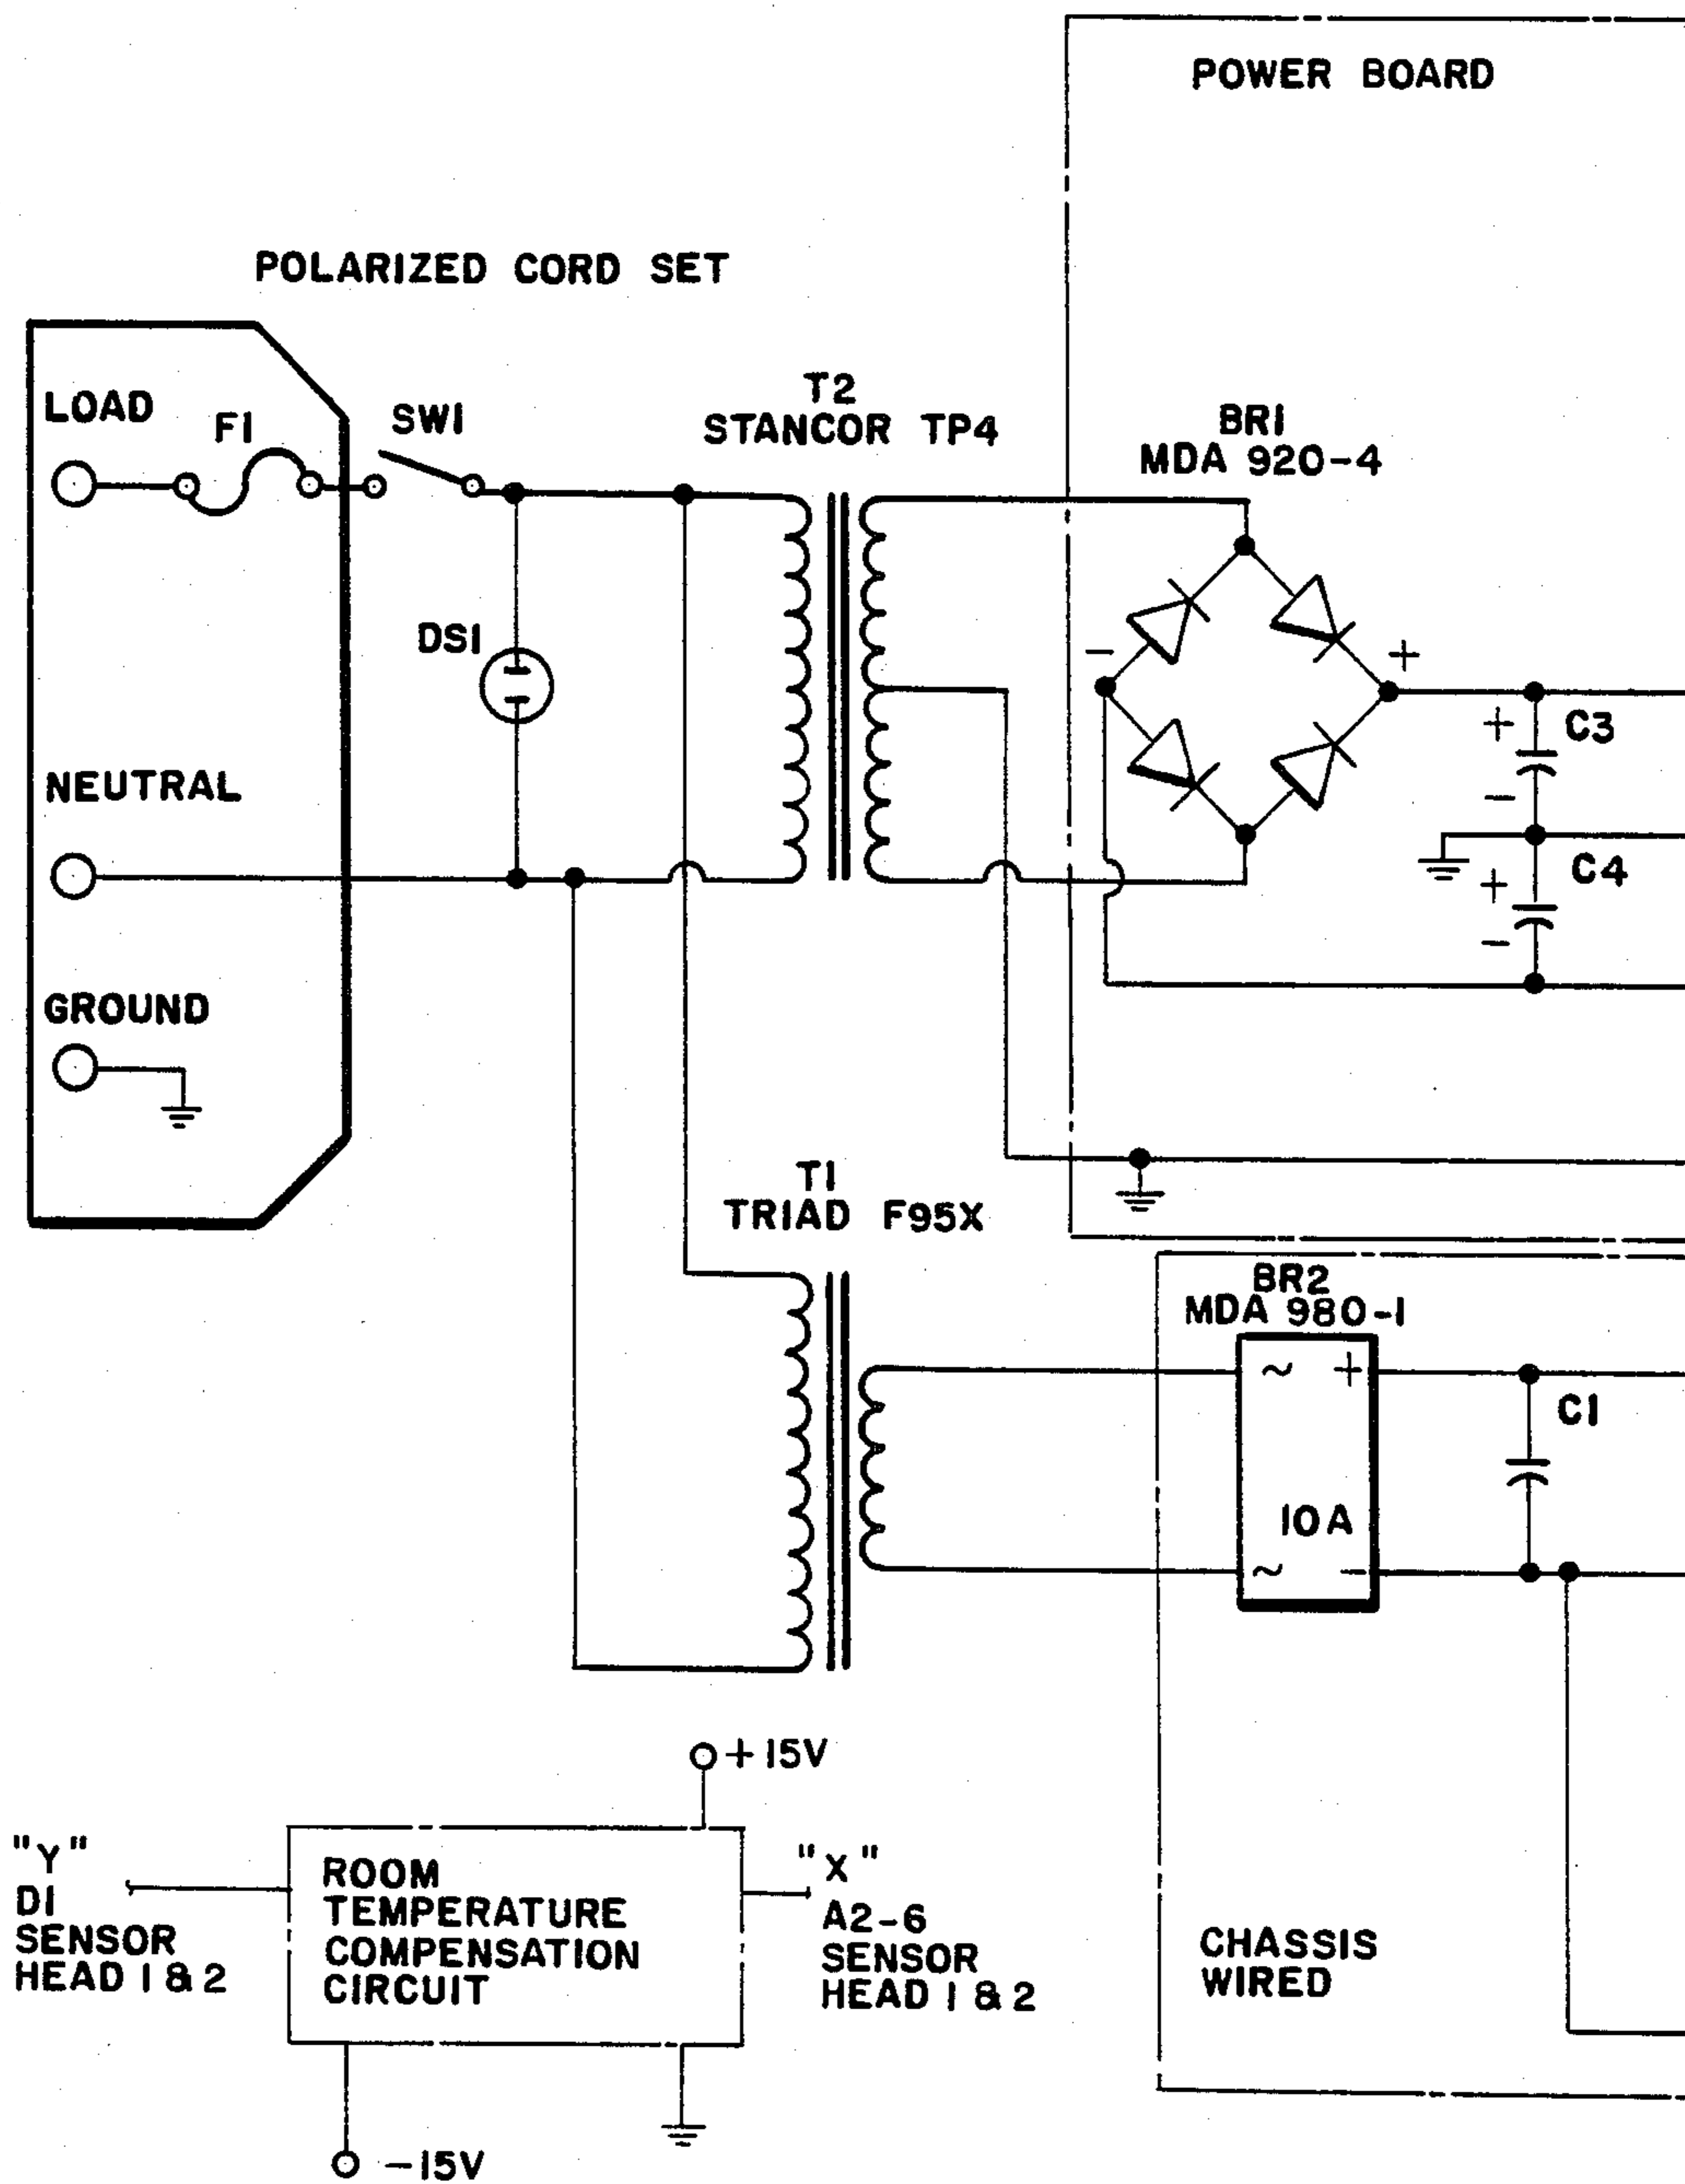 POWER BOARD
POLARIZED CORD SET
LOAD
F1
SW1
T2
STANCOR TP4
BR1
MDA 920-4
DS1
-
+
+
C3
-
NEUTRAL
C4
+
-
GROUND
T1
TRIAD F95X
BR2
MDA 980-1
~ +
C1
10A
~ -
+15V
"Y"
D1
SENSOR
HEAD 1 & 2
ROOM
TEMPERATURE
COMPENSATION
CIRCUIT
"X"
A2-6
SENSOR
HEAD 1 & 2
CHASSIS
WIRED
-15V